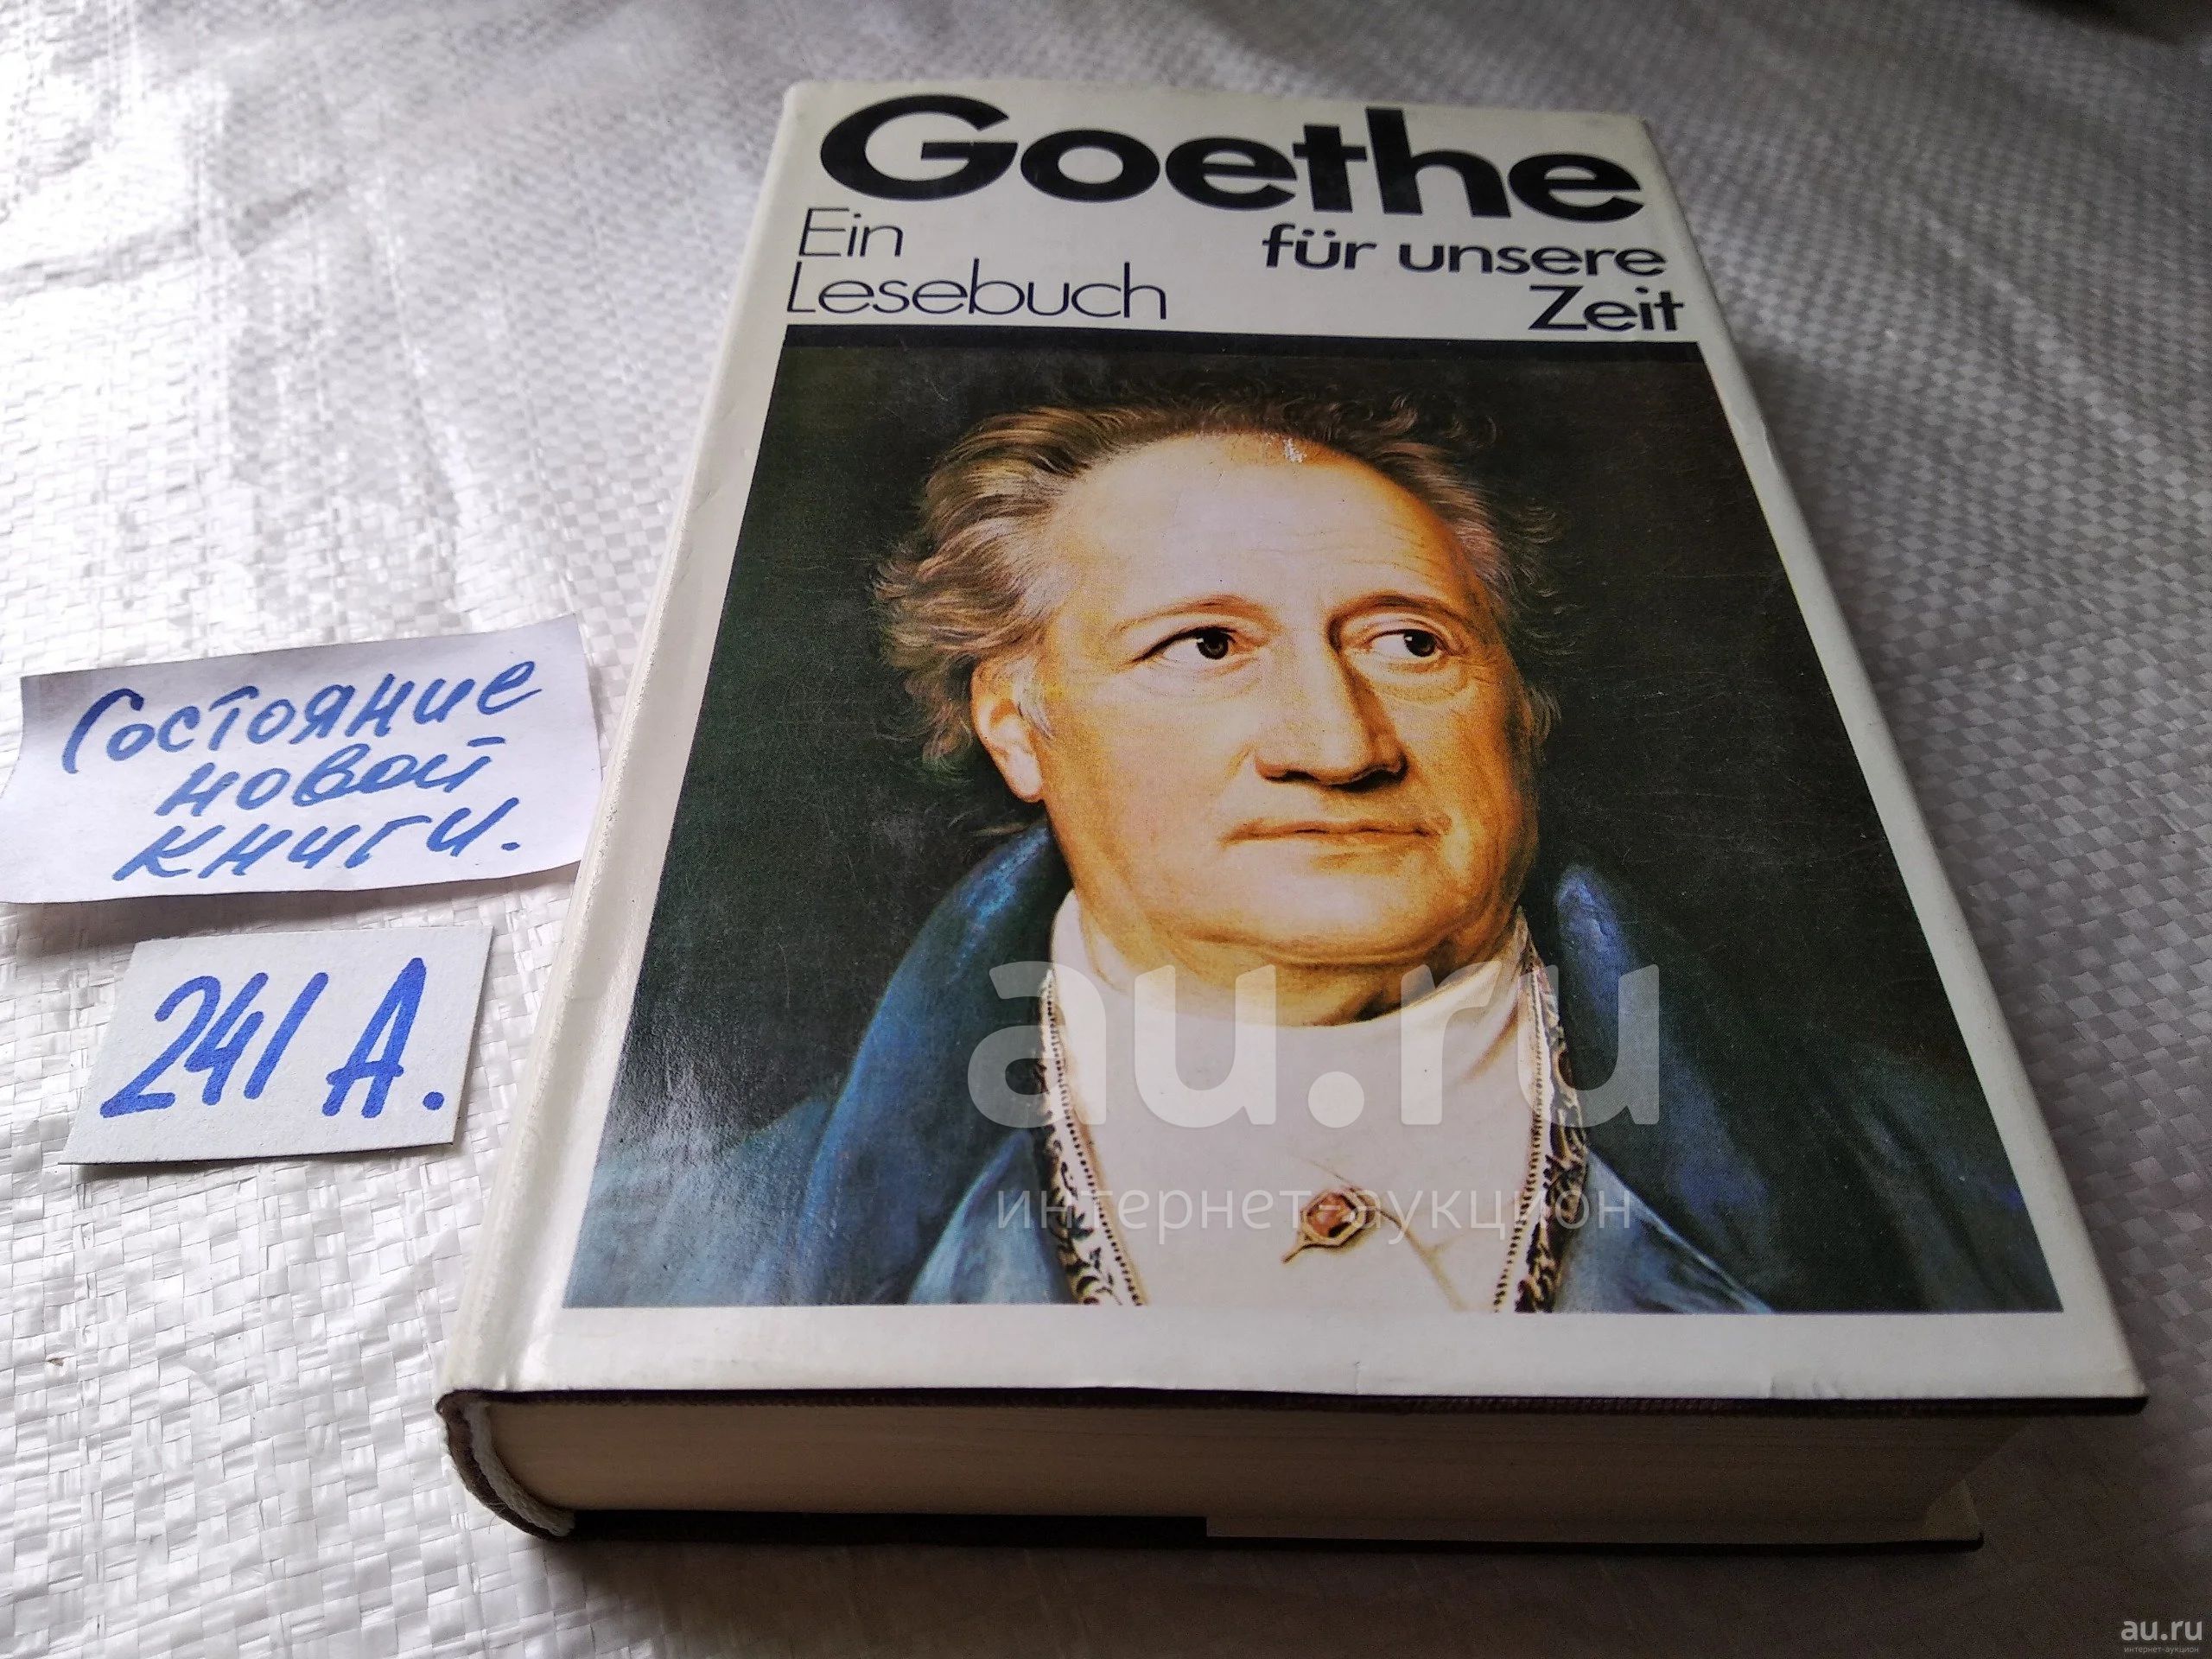 Goethe
Ein
Lesebuch
für unsere
Zeit
Состояние
новой
книги.
241 А.
au.ru
интернет-аукцион
au.ru
интернет-аукцион